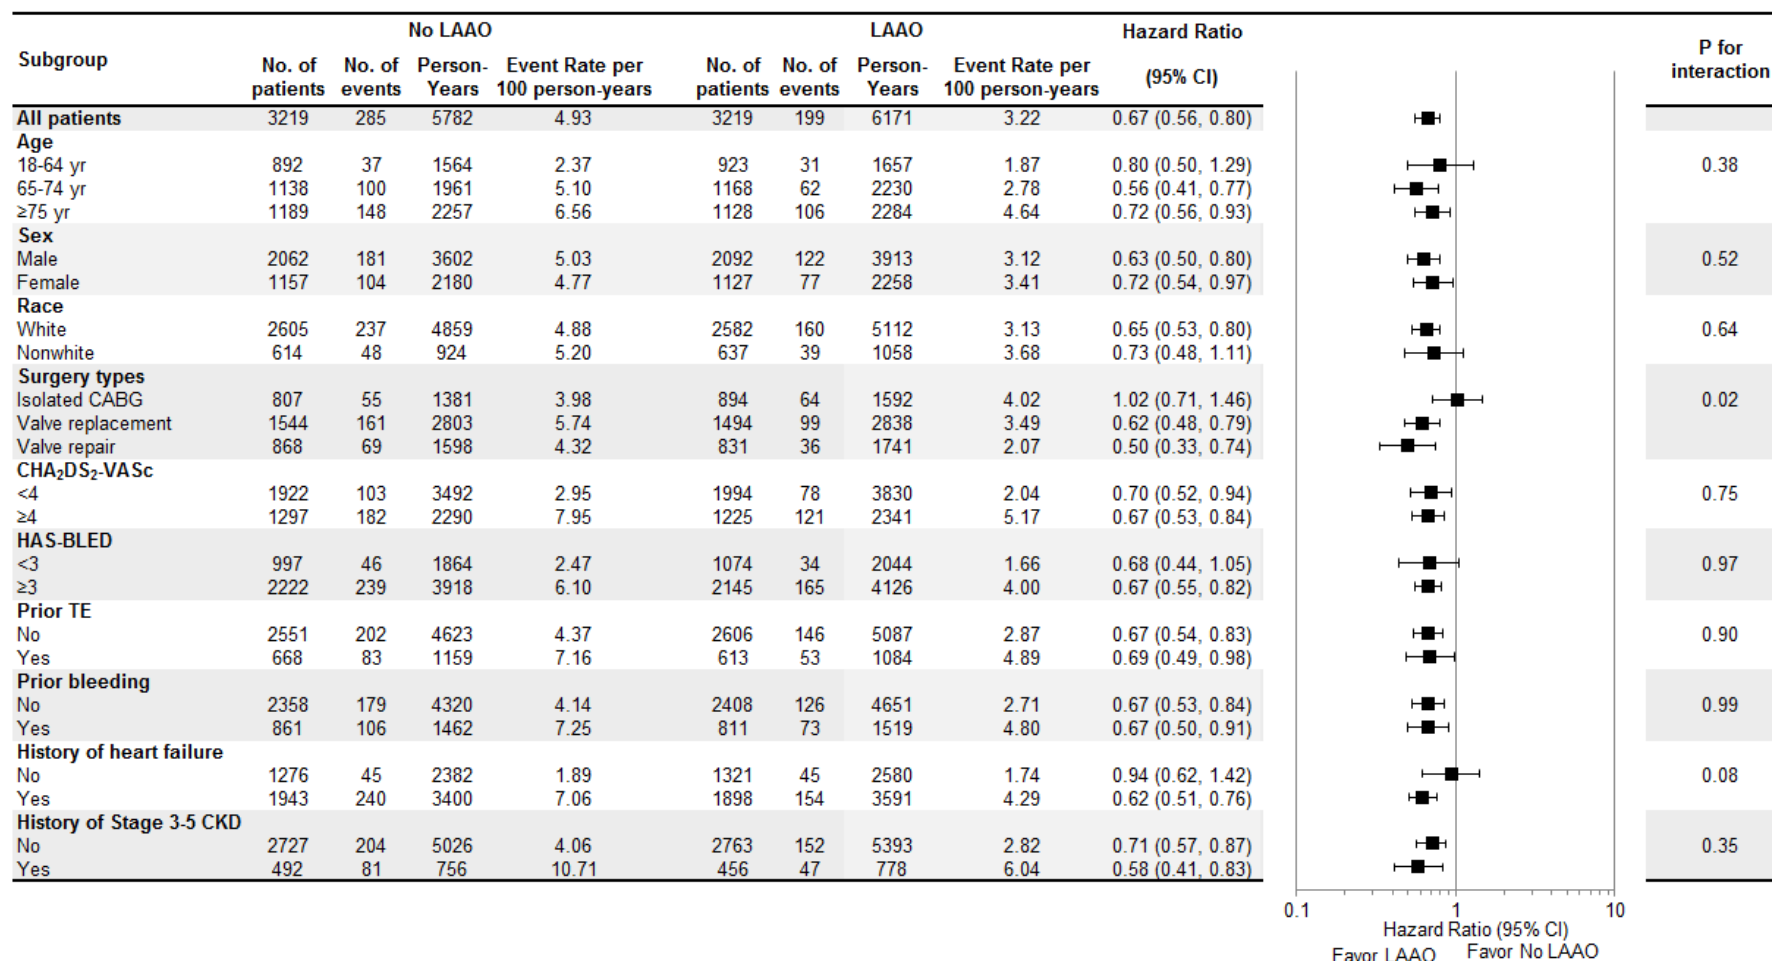 No LAAO LAAO Hazard Ratio
Subgroup No. of patients No. of events Person-Years Event Rate per 100 person-years No. of patients No. of events Person-Years Event Rate per 100 person-years (95% CI) P for interaction
All patients 3219 285 5782 4.93 3219 199 6171 3.22 0.67 (0.56, 0.80)
Age
18-64 yr 892 37 1564 2.37 923 31 1657 1.87 0.80 (0.50, 1.29) 0.38
65-74 yr 1138 100 1961 5.10 1168 62 2230 2.78 0.56 (0.41, 0.77)
≥75 yr 1189 148 2257 6.56 1128 106 2284 4.64 0.72 (0.56, 0.93)
Sex
Male 2062 181 3602 5.03 2092 122 3913 3.12 0.63 (0.50, 0.80) 0.52
Female 1157 104 2180 4.77 1127 77 2258 3.41 0.72 (0.54, 0.97)
Race
White 2605 237 4859 4.88 2582 160 5112 3.13 0.65 (0.53, 0.80) 0.64
Nonwhite 614 48 924 5.20 637 39 1058 3.68 0.73 (0.48, 1.11)
Surgery types
Isolated CABG 807 55 1381 3.98 894 64 1592 4.02 1.02 (0.71, 1.46) 0.02
Valve replacement 1544 161 2803 5.74 1494 99 2838 3.49 0.62 (0.48, 0.79)
Valve repair 868 69 1598 4.32 831 36 1741 2.07 0.50 (0.33, 0.74)
CHA₂DS₂-VASc
<4 1922 103 3492 2.95 1994 78 3830 2.04 0.70 (0.52, 0.94) 0.75
≥4 1297 182 2290 7.95 1225 121 2341 5.17 0.67 (0.53, 0.84)
HAS-BLED
<3 997 46 1864 2.47 1074 34 2044 1.66 0.68 (0.44, 1.05) 0.97
≥3 2222 239 3918 6.10 2145 165 4126 4.00 0.67 (0.55, 0.82)
Prior TE
No 2551 202 4623 4.37 2606 146 5087 2.87 0.67 (0.54, 0.83) 0.90
Yes 668 83 1159 7.16 613 53 1084 4.89 0.69 (0.49, 0.98)
Prior bleeding
No 2358 179 4320 4.14 2408 126 4651 2.71 0.67 (0.53, 0.84) 0.99
Yes 861 106 1462 7.25 811 73 1519 4.80 0.67 (0.50, 0.91)
History of heart failure
No 1276 45 2382 1.89 1321 45 2580 1.74 0.94 (0.62, 1.42) 0.08
Yes 1943 240 3400 7.06 1898 154 3591 4.29 0.62 (0.51, 0.76)
History of Stage 3-5 CKD
No 2727 204 5026 4.06 2763 152 5393 2.82 0.71 (0.57, 0.87) 0.35
Yes 492 81 756 10.71 456 47 778 6.04 0.58 (0.41, 0.83)
0.1 1 10
Hazard Ratio (95% CI)
Favor LAAO Favor No LAAO